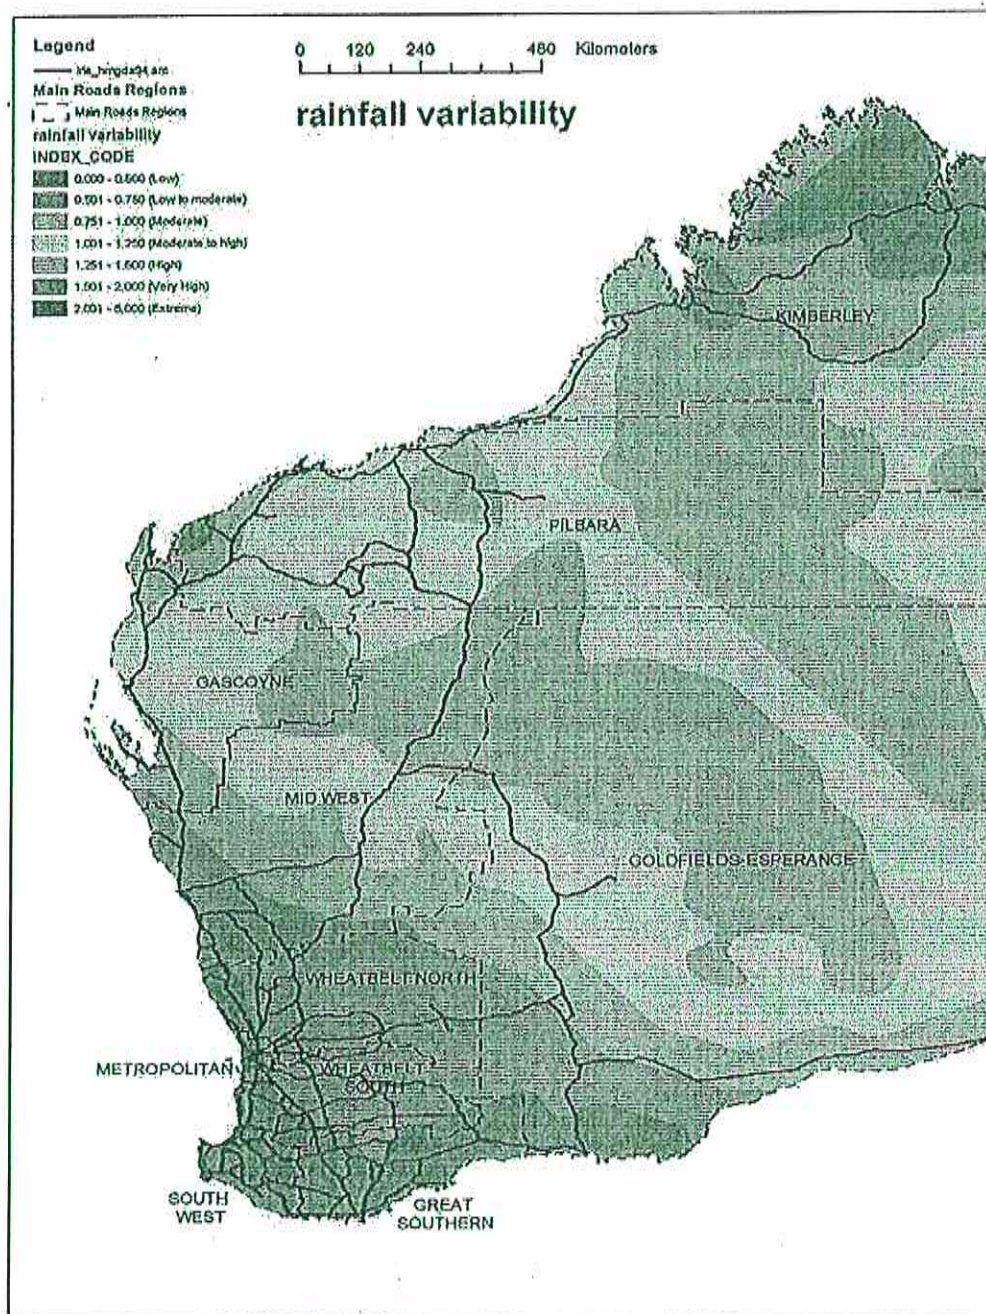 Legend
0 120 240 480 Kilometers
Main Roads Regions
Main Roads Regions
rainfall variability
rainfall variability
INDEX_CODE
0.000 - 0.500 (Low)
0.501 - 0.750 (Low to moderate)
0.751 - 1.000 (Moderate)
1.001 - 1.250 (Moderate to high)
1.251 - 1.500 (High)
1.501 - 2.000 (Very High)
2.001 - 5.000 (Extreme)
KIMBERLEY
PILBARA
GASCOYNE
MID WEST
GOLDFIELDS-ESPERANCE
WHEATBELT NORTH
METROPOLITAN
WHEATBELT
SOUTH
SOUTH
WEST
GREAT
SOUTHERN